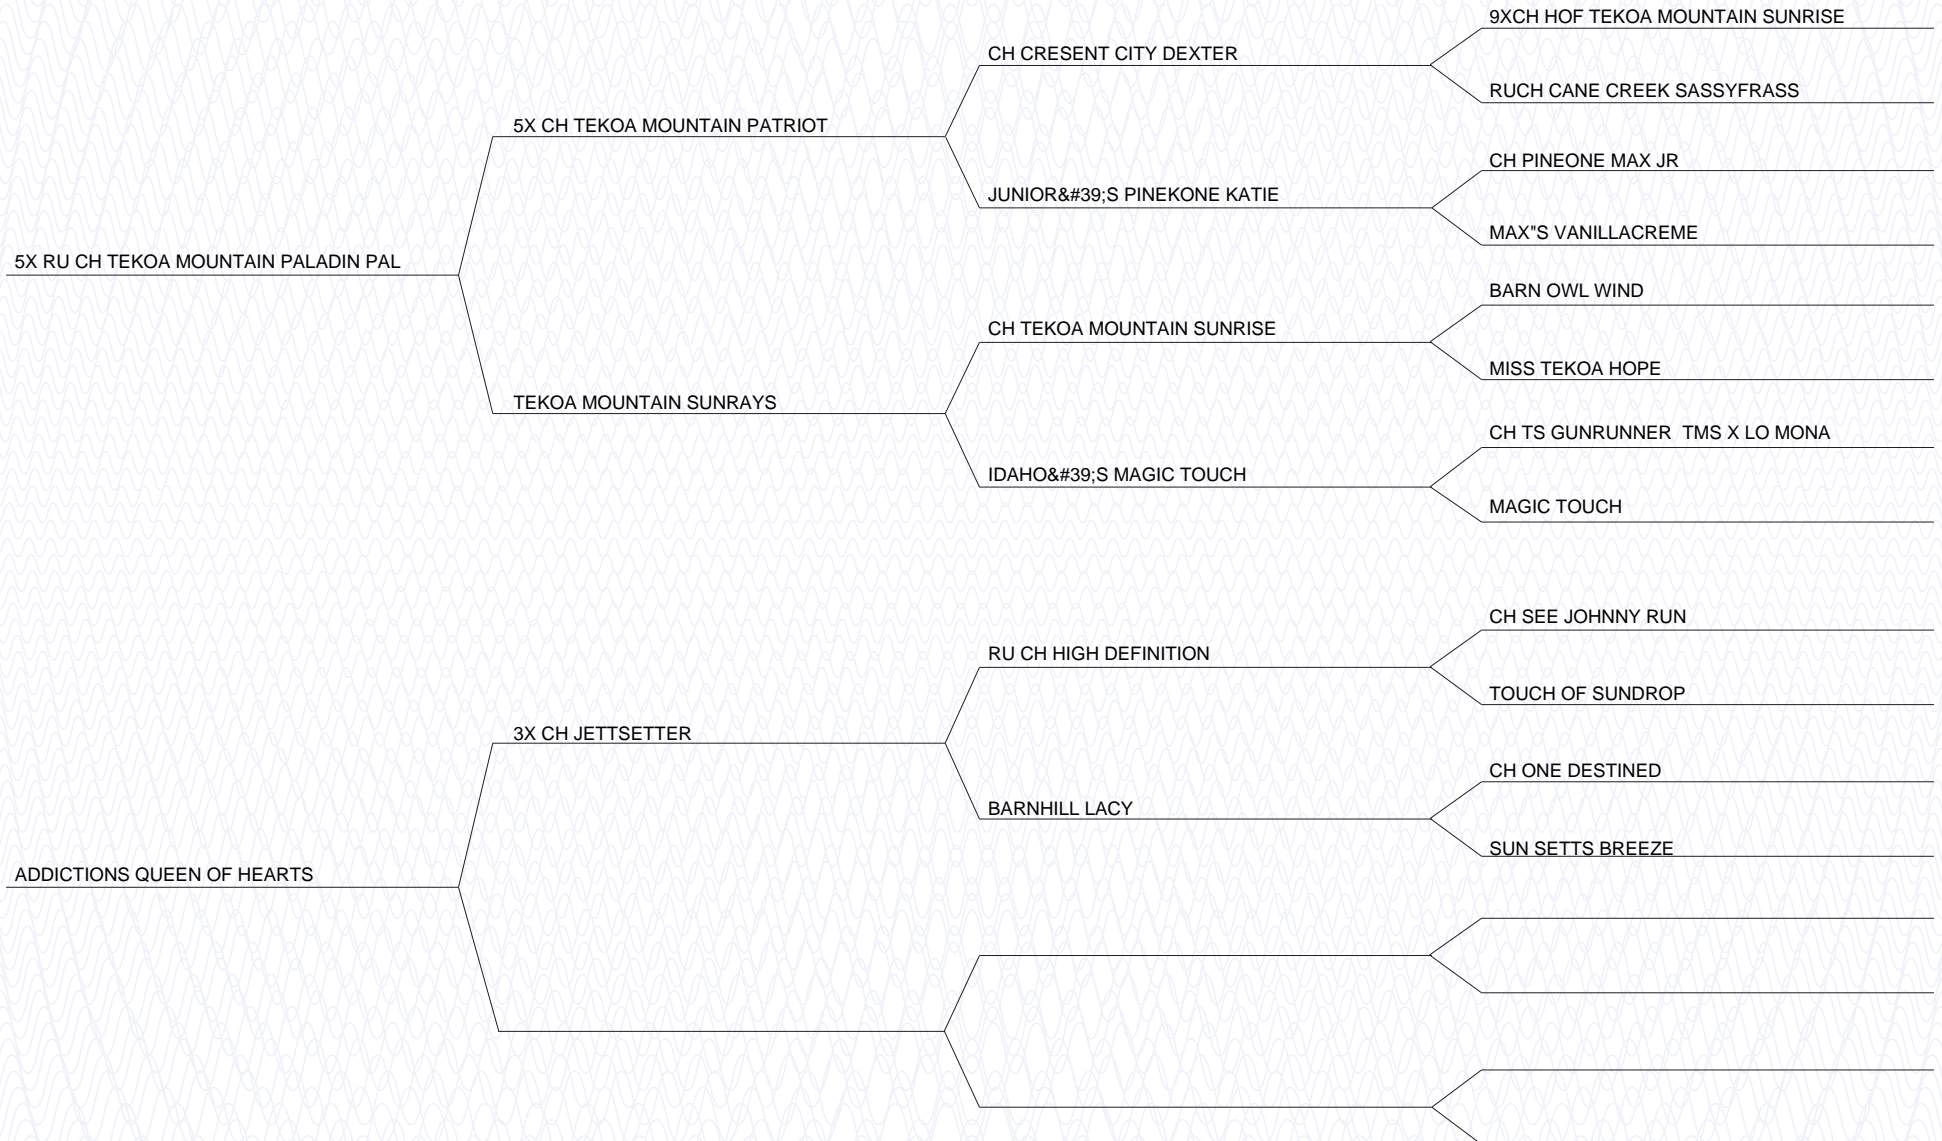 9XCH HOF TEKOA MOUNTAIN SUNRISE
CH CRESENT CITY DEXTER
RUCH CANE CREEK SASSYFRASS
5X CH TEKOA MOUNTAIN PATRIOT
CH PINEONE MAX JR
JUNIOR&#39;S PINEKONE KATIE
MAX"S VANILLACREME
5X RU CH TEKOA MOUNTAIN PALADIN PAL
BARN OWL WIND
CH TEKOA MOUNTAIN SUNRISE
MISS TEKOA HOPE
TEKOA MOUNTAIN SUNRAYS
CH TS GUNRUNNER  TMS X LO MONA
IDAHO&#39;S MAGIC TOUCH
MAGIC TOUCH
CH SEE JOHNNY RUN
RU CH HIGH DEFINITION
TOUCH OF SUNDROP
3X CH JETTSETTER
CH ONE DESTINED
BARNHILL LACY
SUN SETTS BREEZE
ADDICTIONS QUEEN OF HEARTS